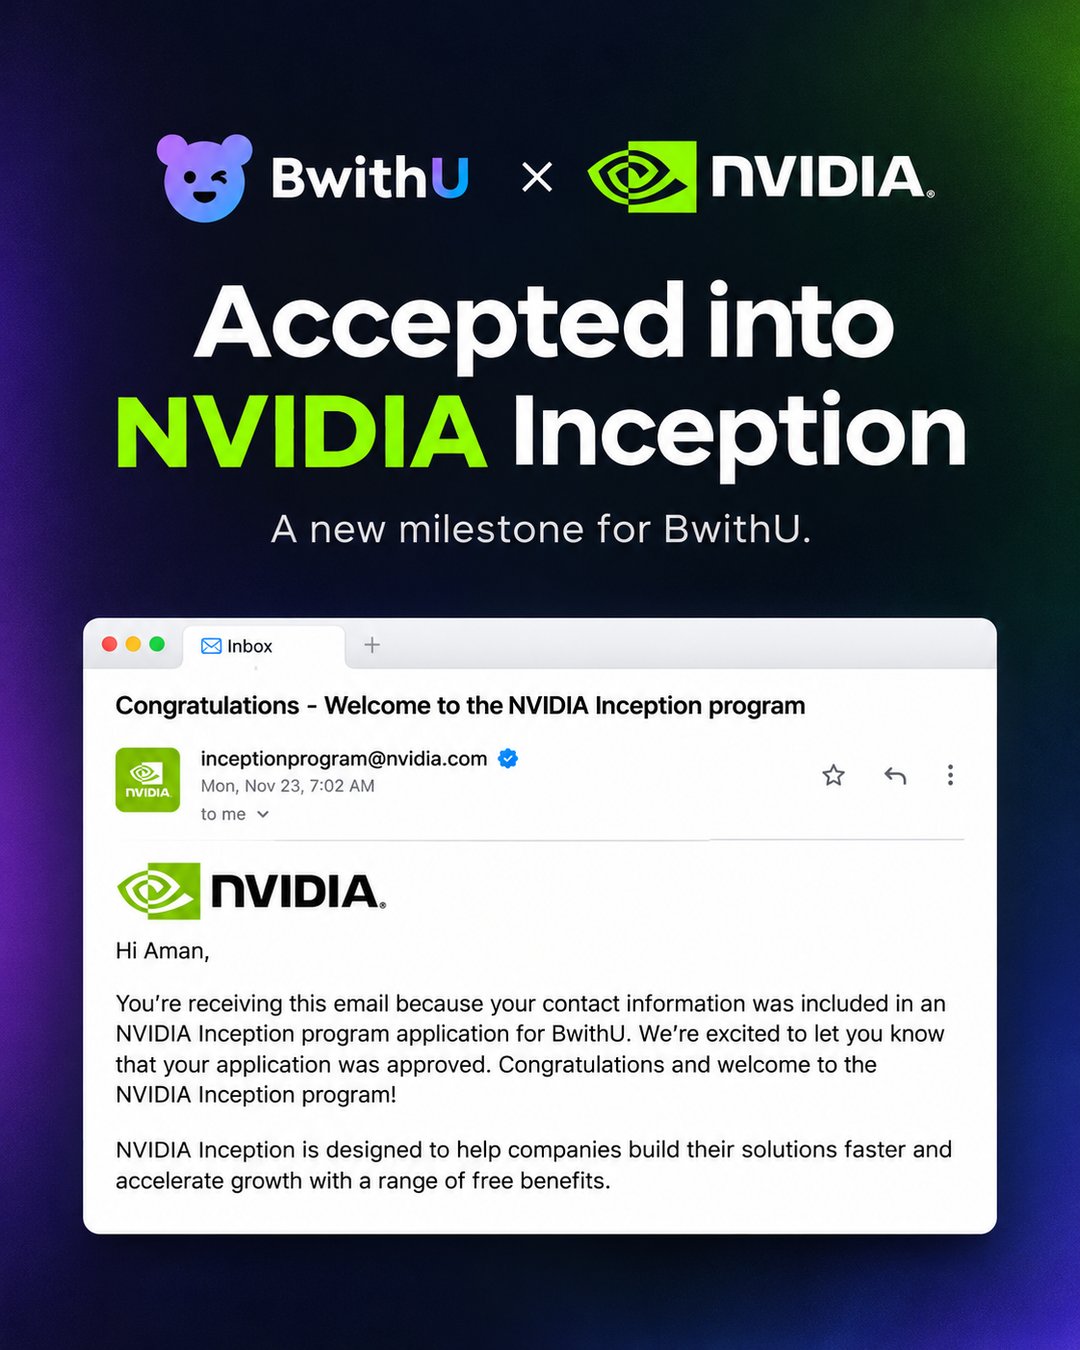 BwithU × NVIDIA®
Accepted into
NVIDIA Inception
A new milestone for BwithU.
Inbox +
Congratulations - Welcome to the NVIDIA Inception program
inceptionprogram@nvidia.com
Mon, Nov 23, 7:02 AM
to me
NVIDIA
NVIDIA®
Hi Aman,
You're receiving this email because your contact information was included in an
NVIDIA Inception program application for BwithU. We're excited to let you know
that your application was approved. Congratulations and welcome to the
NVIDIA Inception program!
NVIDIA Inception is designed to help companies build their solutions faster and
accelerate growth with a range of free benefits.